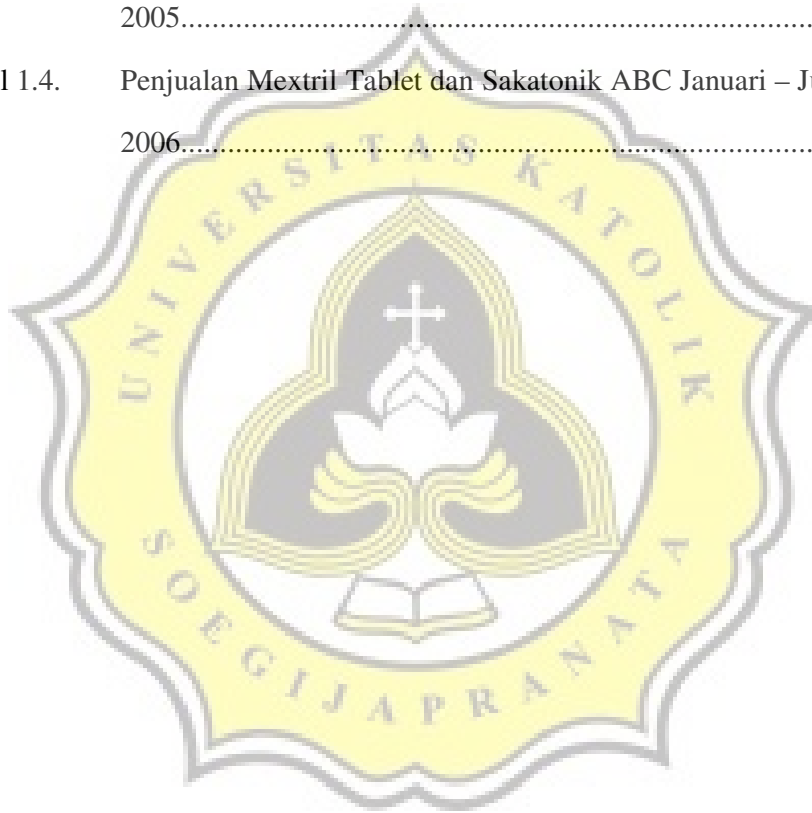 2005.............................................................................
l 1.4. Penjualan Mextril Tablet dan Sakatonik ABC Januari – J
2006.............................................................................
UNIVERSITAS KATOLIK
SOEGIJAPRANATA